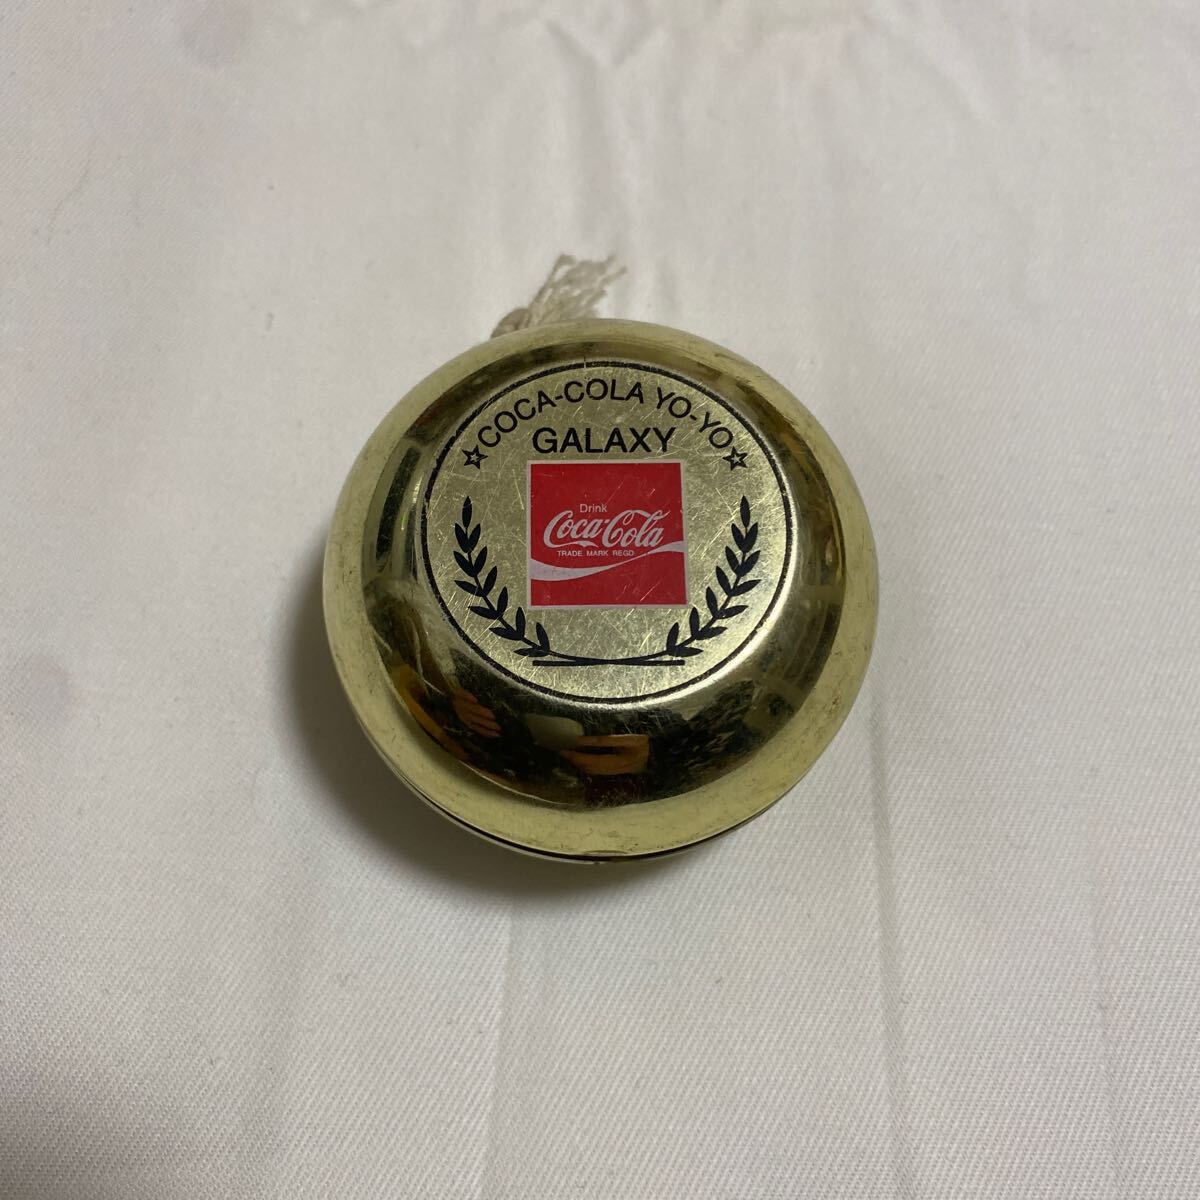 ☆COCA-COLA YO-YO☆
GALAXY
Drink
Coca-Cola
TRADE MARK REGD